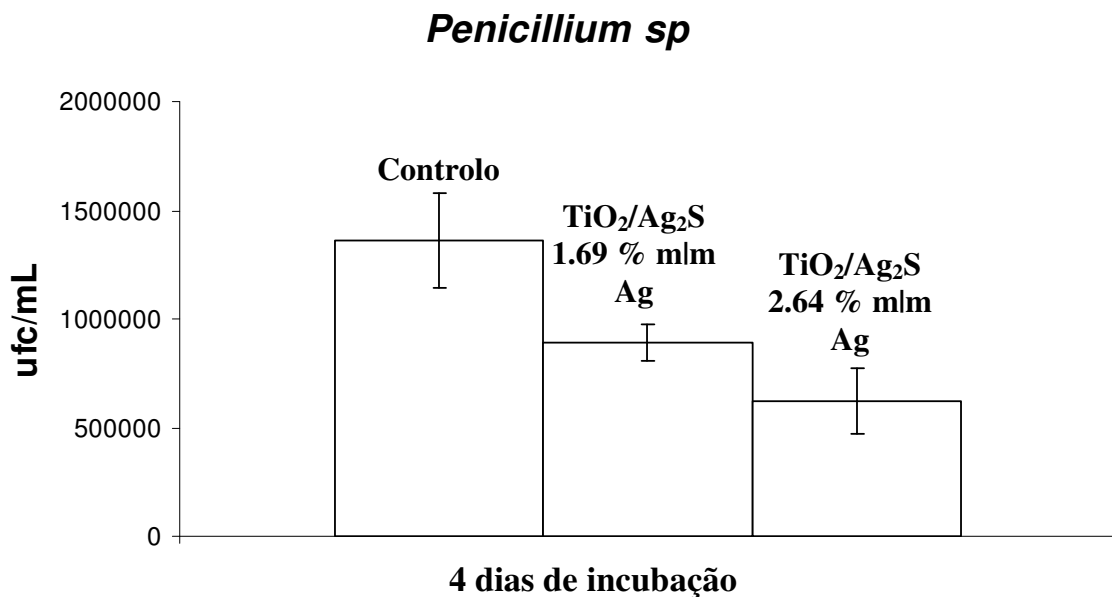 Penicillium sp
2000000
1500000
1000000
500000
0
ufc/mL
Controlo
TiO₂/Ag₂S
1.69 % m|m
Ag
TiO₂/Ag₂S
2.64 % m|m
Ag
4 dias de incubação